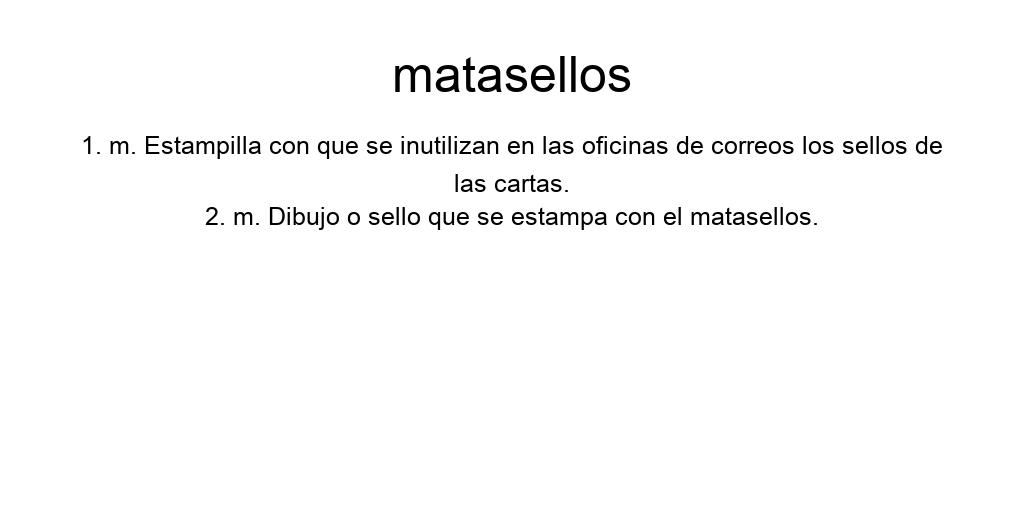 matasellos
1. m. Estampilla con que se inutilizan en las oficinas de correos los sellos de
las cartas.
2. m. Dibujo o sello que se estampa con el matasellos.